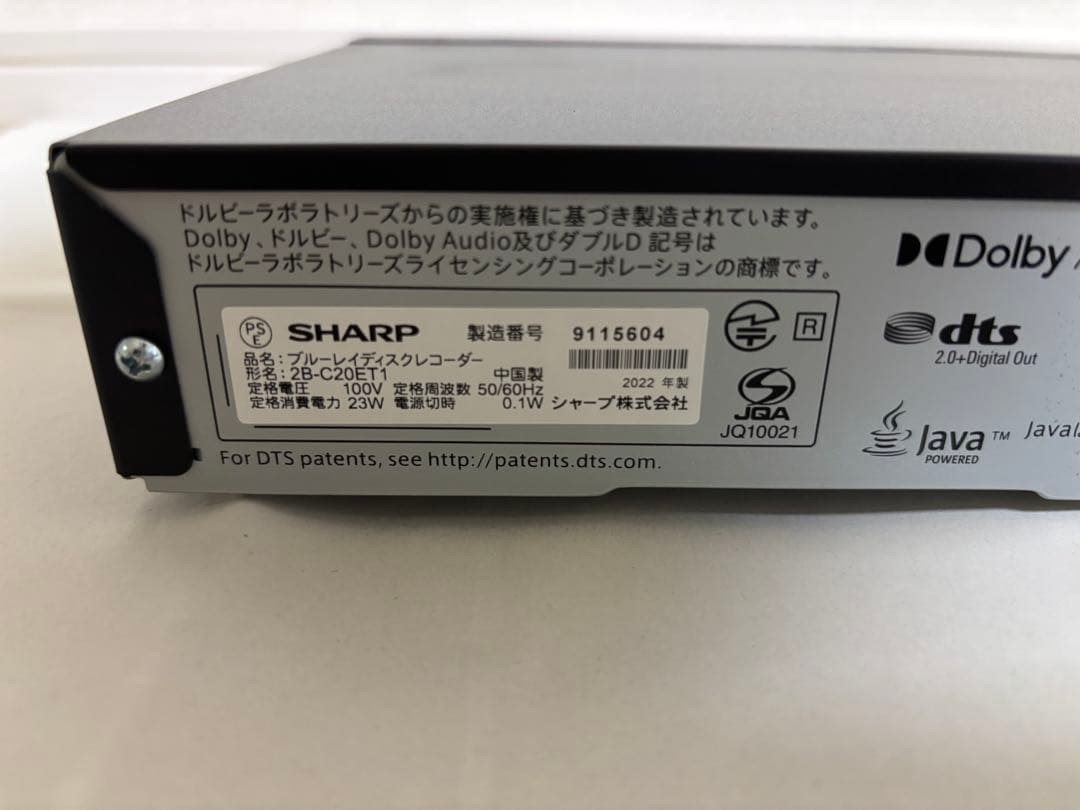 ドルビーラボラトリーズからの実施権に基づき製造されています。
Dolby、ドルビー、Dolby Audio及びダブルD 記号は
ドルビーラボラトリーズライセンシングコーポレーションの商標です。
Dolby
PS E SHARP 製造番号 9115604
品名：ブルーレイディスクレコーダー
形名：2B-C20ET1 中国製
2022 年製
定格電圧 100V 定格周波数 50/60Hz
定格消費電力 23W 電源切時 0.1W シャープ株式会社
R
JQA
JQ10021
dts
2.0+Digital Out
Java™
POWERED
Java
For DTS patents, see http://patents.dts.com.